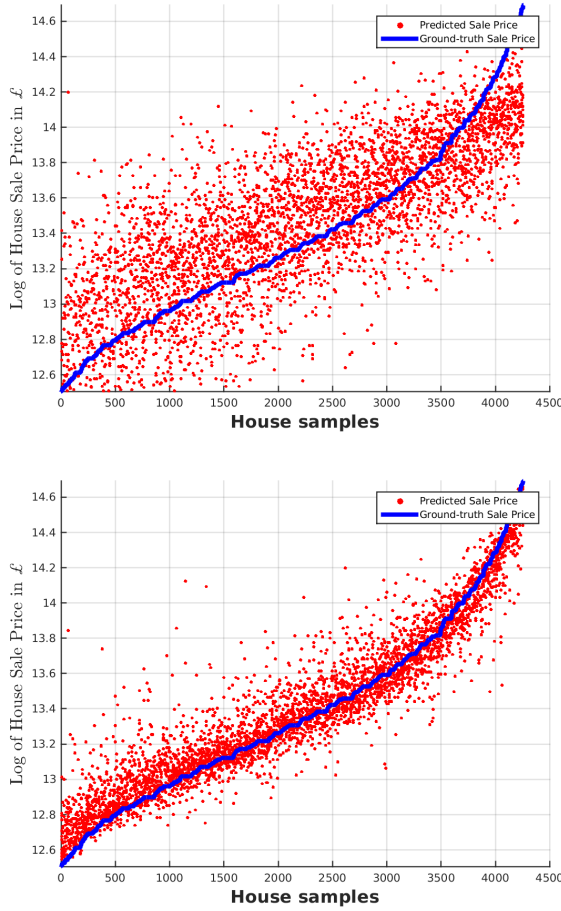 14.6
14.4
14.2
14
13.8
13.6
13.4
13.2
13
12.8
12.6
Log of House Sale Price in £
Predicted Sale Price
Ground-truth Sale Price
0 500 1000 1500 2000 2500 3000 3500 4000 4500
House samples
14.6
14.4
14.2
14
13.8
13.6
13.4
13.2
13
12.8
12.6
Log of House Sale Price in £
Predicted Sale Price
Ground-truth Sale Price
0 500 1000 1500 2000 2500 3000 3500 4000 4500
House samples